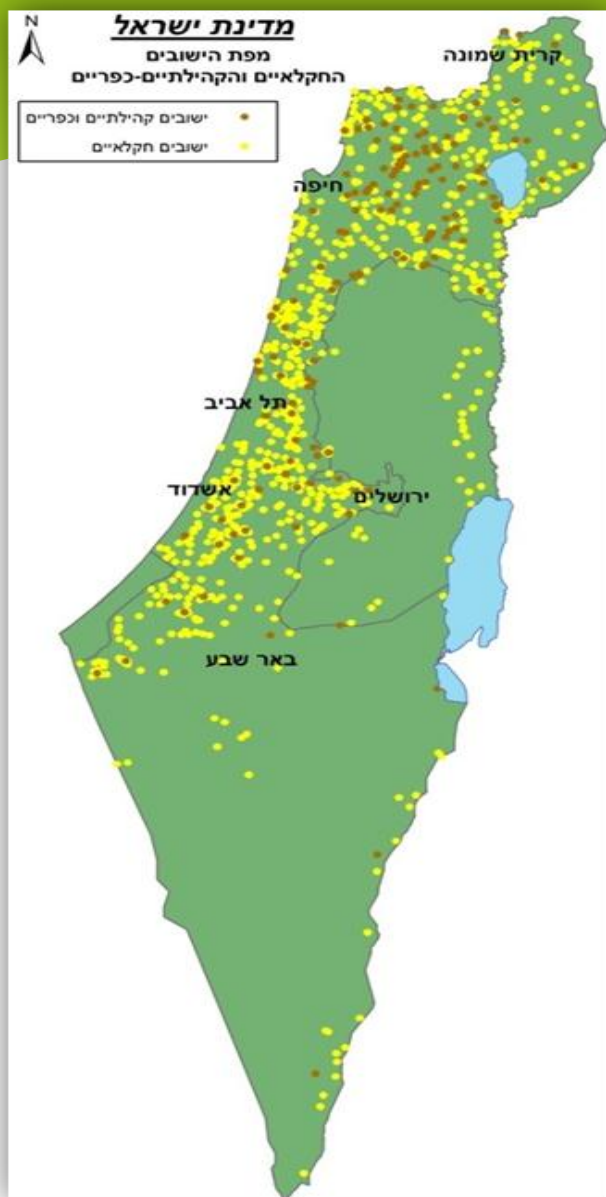 N
מדינת ישראל
מפת הישובים
החקלאיים והקהילתיים-כפריים
ישובים קהילתיים וכפריים
ישובים חקלאיים
קרית שמונה
חיפה
תל אביב
אשדוד
ירושלים
באר שבע